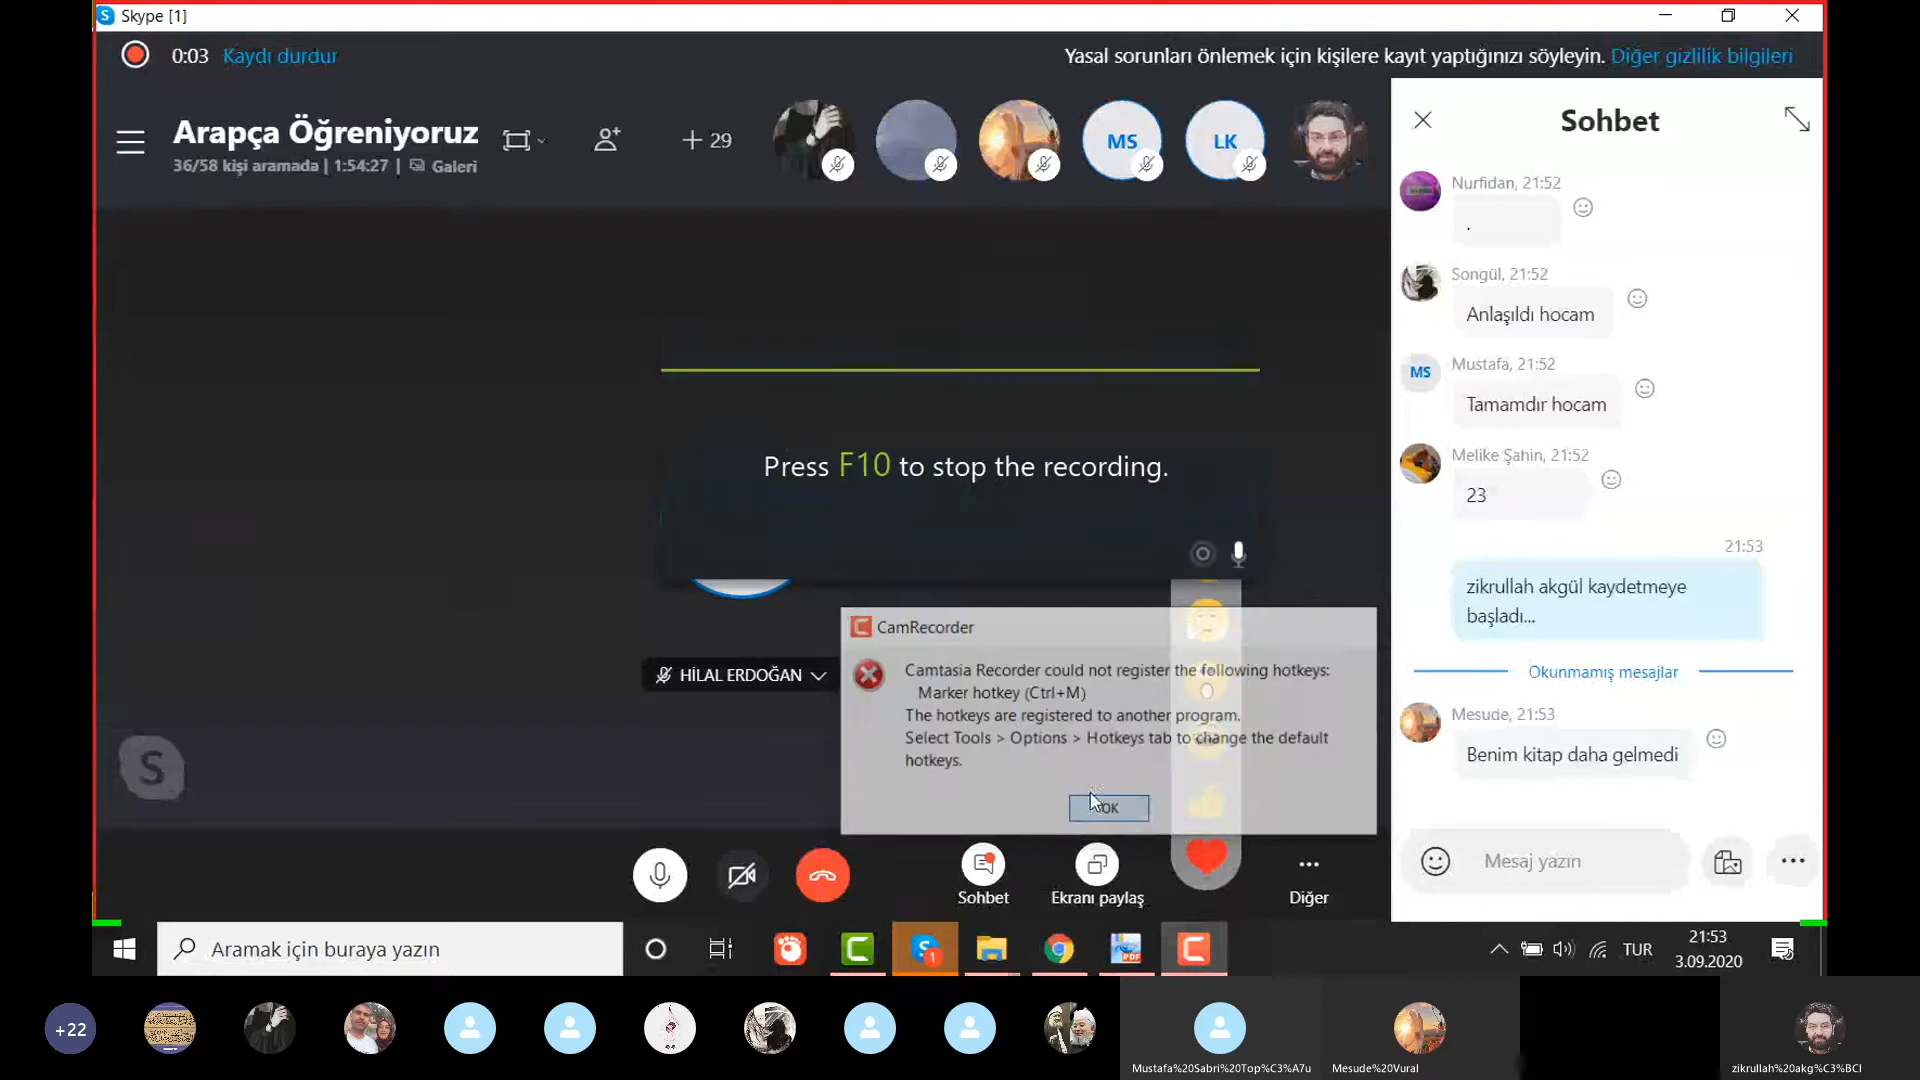 Skype [1]
0:03 Kaydı durdur
Yasal sorunları önlemek için kişilere kayıt yaptığınızı söyleyin. Diğer gizlilik bilgileri
Arapça Öğreniyoruz
36/58 kişi aramada | 1:54:27 | Galeri
+ 29
MS
LK
Sohbet
Nurfidan, 21:52
.
Songül, 21:52
Anlaşıldı hocam
MS
Mustafa, 21:52
Tamamdır hocam
Melike Şahin, 21:52
23
21:53
zikrullah akgül kaydetmeye
başladı...
Okunmamış mesajlar
Mesude, 21:53
Benim kitap daha gelmedi
Mesaj yazın
Press F10 to stop the recording.
HİLAL ERDOĞAN
CamRecorder
Camtasia Recorder could not register the following hotkeys:
Marker hotkey (Ctrl+M)
The hotkeys are registered to another program.
Select Tools > Options > Hotkeys tab to change the default
hotkeys.
OK
Sohbet
Ekranı paylaş
Diğer
Aramak için buraya yazın
1
PDF
TUR
21:53
3.09.2020
+22
Mustafa%20Sabri%20Top%C3%A7u
Mesude%20Vural
zikrullah%20akg%C3%BCl